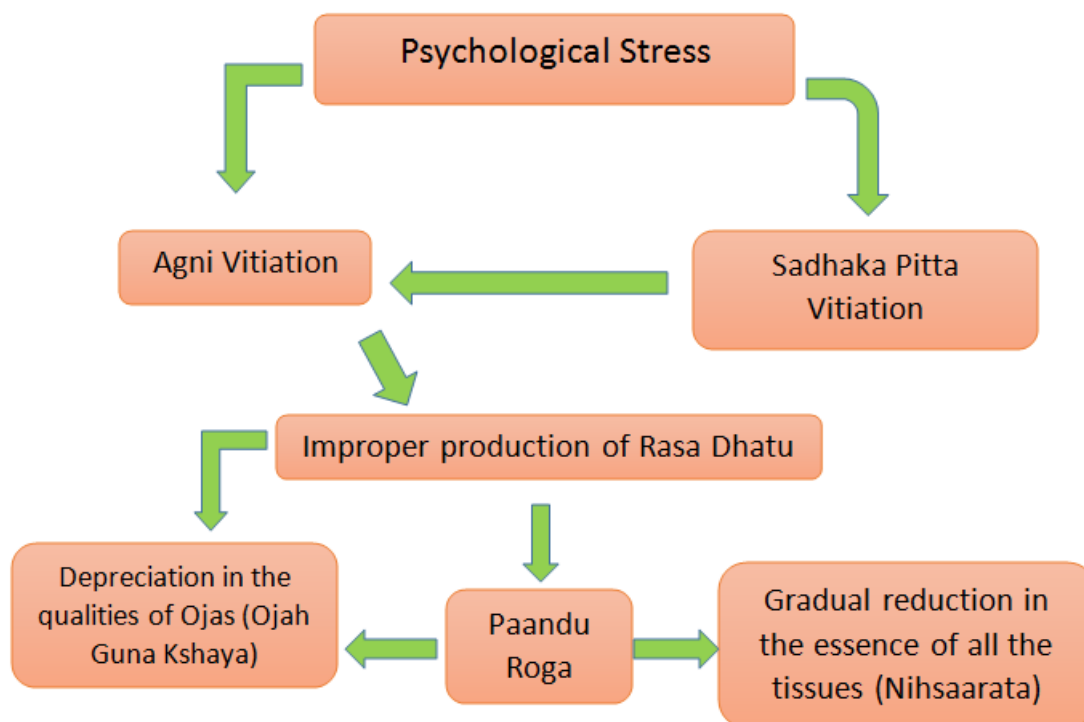 Psychological Stress
Agni Vitiation
Sadhaka Pitta
Vitiation
Improper production of Rasa Dhatu
Depreciation in the
qualities of Ojas (Ojah
Guna Kshaya)
Paandu
Roga
Gradual reduction in
the essence of all the
tissues (Nihsaarata)